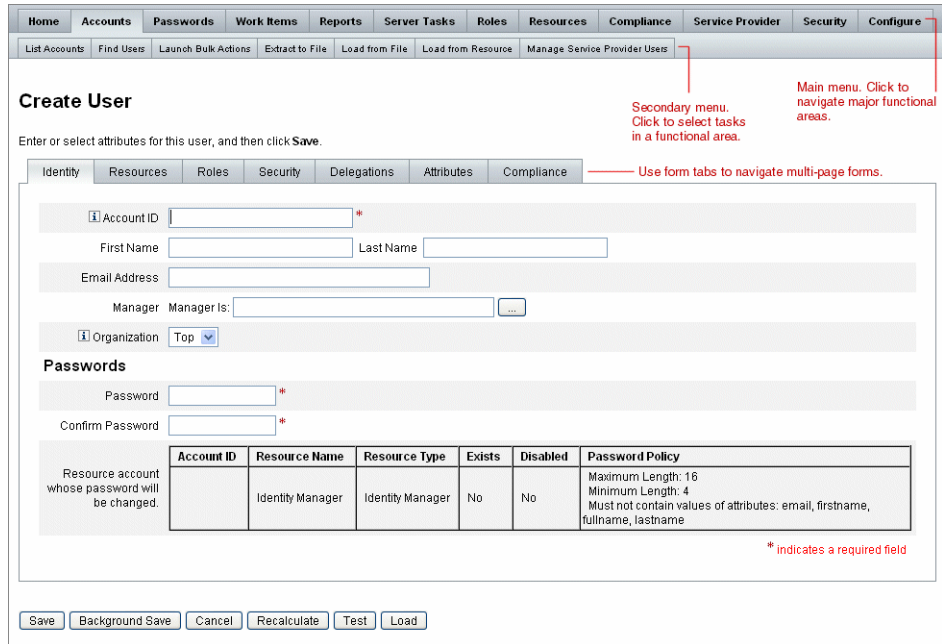 Home Accounts Passwords Work Items Reports Server Tasks Roles Resources Compliance Service Provider Security Configure
List Accounts Find Users Launch Bulk Actions Extract to File Load from File Load from Resource Manage Service Provider Users
Main menu. Click to
navigate major functional
areas.
Secondary menu.
Click to select tasks
in a functional area.
Create User
Enter or select attributes for this user, and then click Save.
Identity Resources Roles Security Delegations Attributes Compliance
Use form tabs to navigate multi-page forms.
i Account ID *
First Name Last Name
Email Address
Manager Manager Is: ...
i Organization Top
Passwords
Password *
Confirm Password *
Resource account
whose password will
be changed.
Account ID Resource Name Resource Type Exists Disabled Password Policy
Identity Manager Identity Manager No No
Maximum Length: 16
Minimum Length: 4
Must not contain values of attributes: email, firstname,
fullname, lastname
* indicates a required field
Save Background Save Cancel Recalculate Test Load